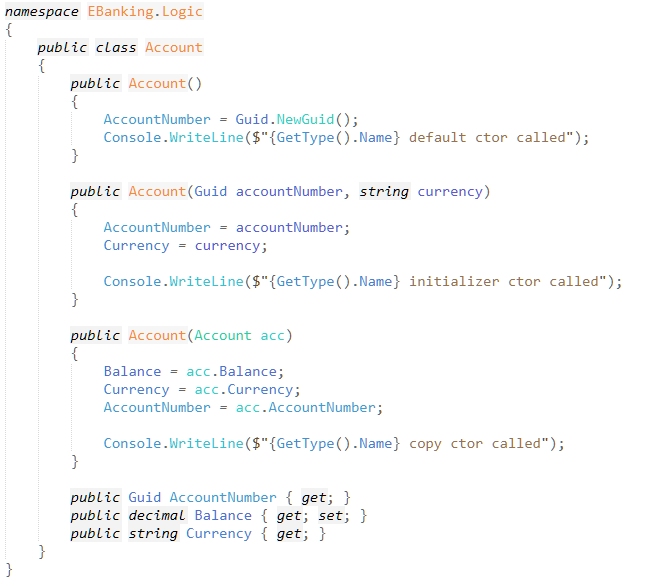 namespace EBanking.Logic
{
    public class Account
    {
        public Account()
        {
            AccountNumber = Guid.NewGuid();
            Console.WriteLine($"{GetType().Name} default ctor called");
        }

        public Account(Guid accountNumber, string currency)
        {
            AccountNumber = accountNumber;
            Currency = currency;

            Console.WriteLine($"{GetType().Name} initializer ctor called");
        }

        public Account(Account acc)
        {
            Balance = acc.Balance;
            Currency = acc.Currency;
            AccountNumber = acc.AccountNumber;

            Console.WriteLine($"{GetType().Name} copy ctor called");
        }

        public Guid AccountNumber { get; }
        public decimal Balance { get; set; }
        public string Currency { get; }
    }
}